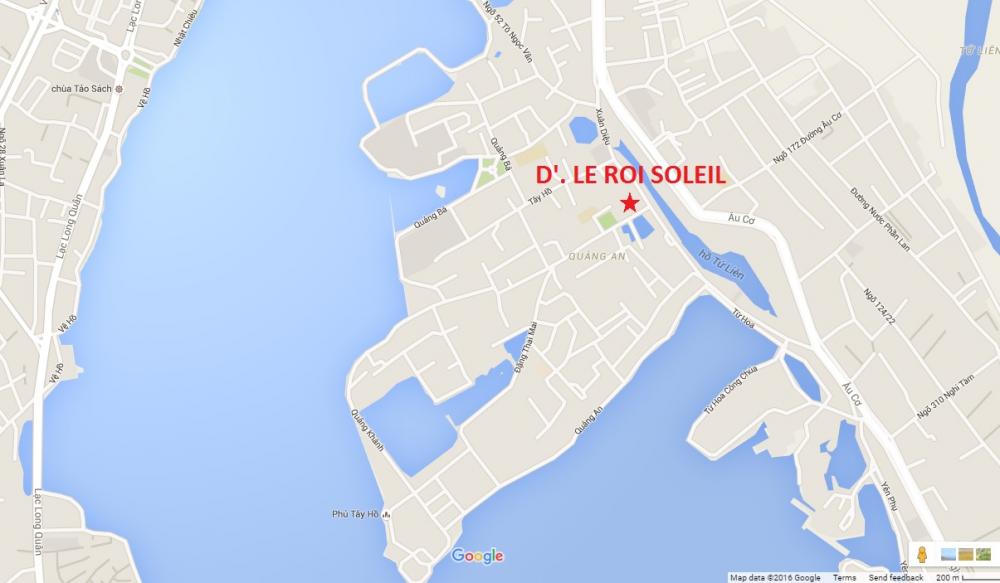 Lạc Long
Nhật Chiêu
Ngõ 52 Tô Ngọc Vân
TỨ LIÊN
chùa Tảo Sách
Vệ Hồ
Xuân Diệu
Ngõ 172 Đường Âu Cơ
Ngõ 28 Xuân La
Quảng Bá
D'. LE ROI SOLEIL
Tây Hồ
Lạc Long Quân
Quảng Bá
Âu Cơ
Đường Nước Phần Lan
QUẢNG AN
hồ Tứ Liên
Ngõ 124/22
Vệ Hồ
Từ Hoa
Đặng Thai Mai
Vệ Hồ
Từ Hoa Công Chúa
Âu Cơ
Ngõ 310 Nghi Tàm
Quảng Khánh
Quảng An
Lạc Long Quân
Yên Phụ
Phủ Tây Hồ
Google
Map data ©2016 Google Terms Send feedback 200 m